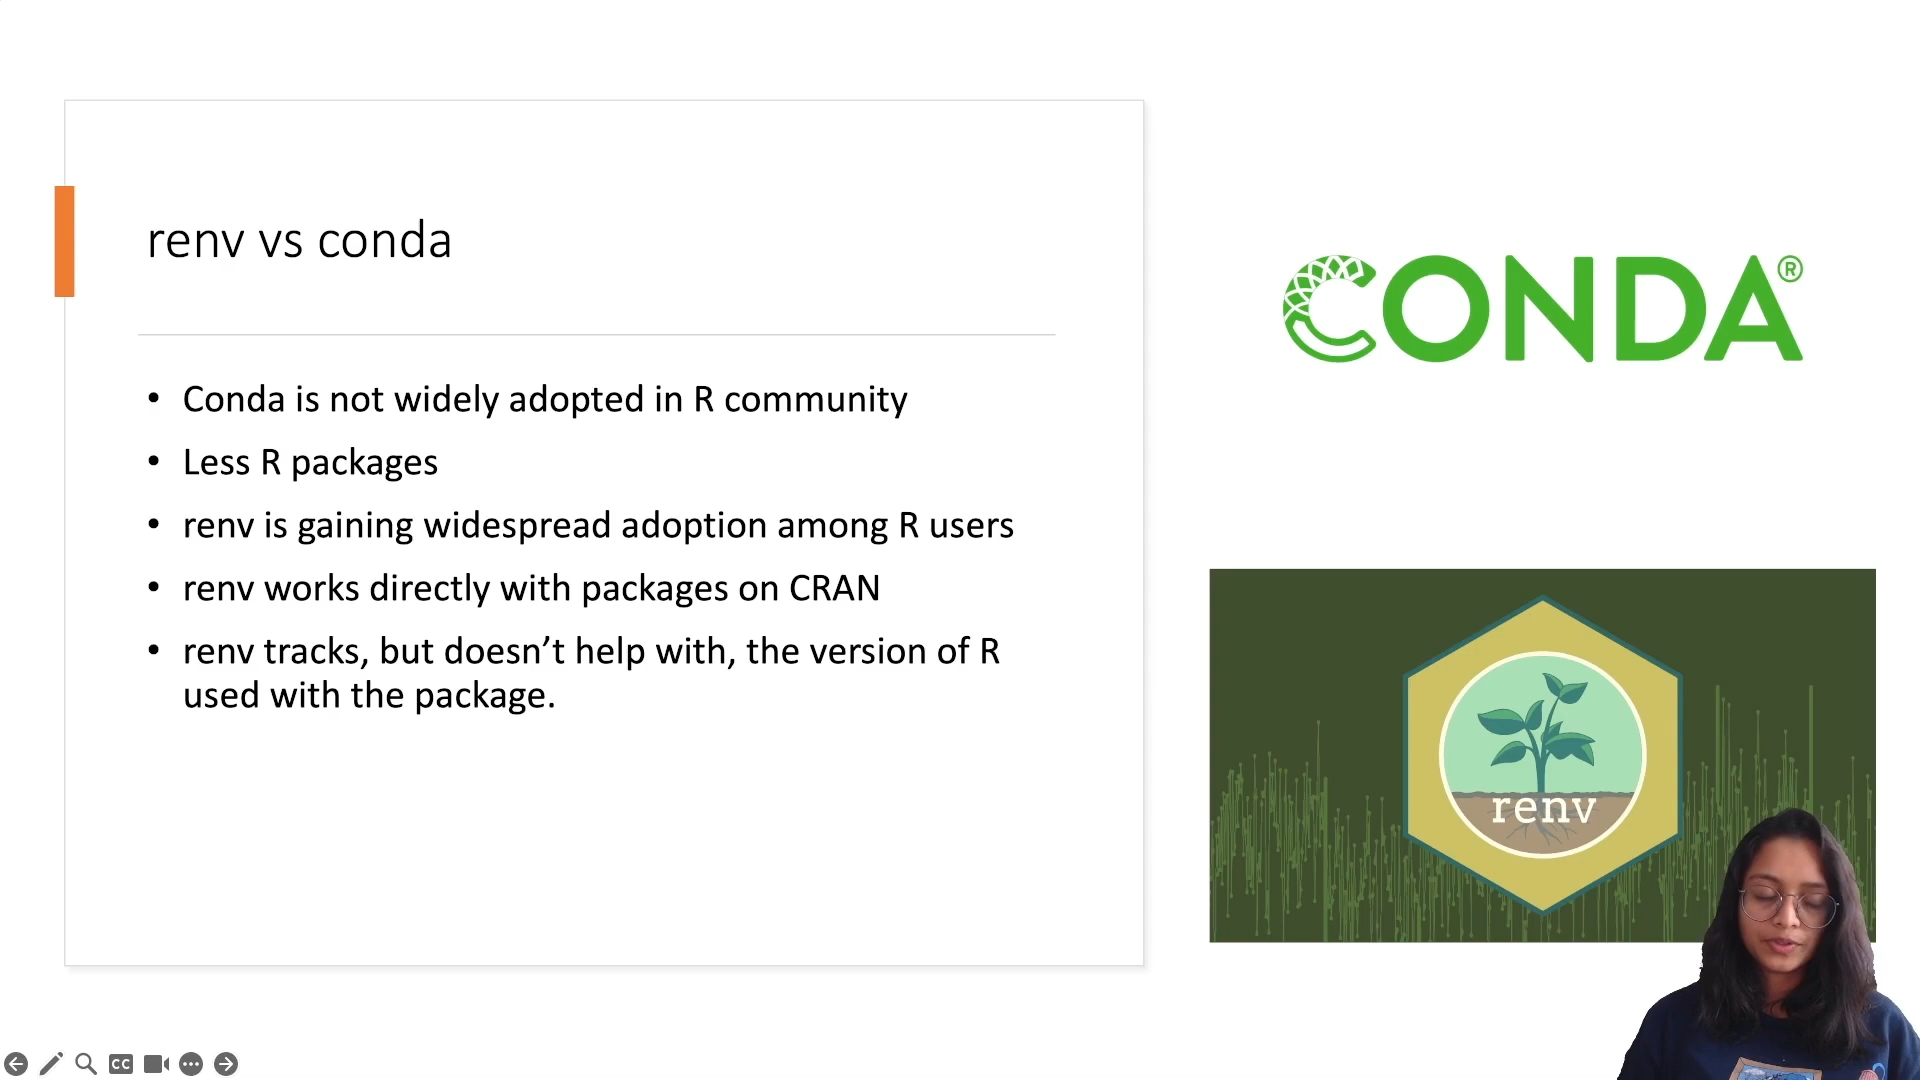 renv vs conda
• Conda is not widely adopted in R community
• Less R packages
• renv is gaining widespread adoption among R users
• renv works directly with packages on CRAN
• renv tracks, but doesn’t help with, the version of R
used with the package.
CONDA®
renv
CC